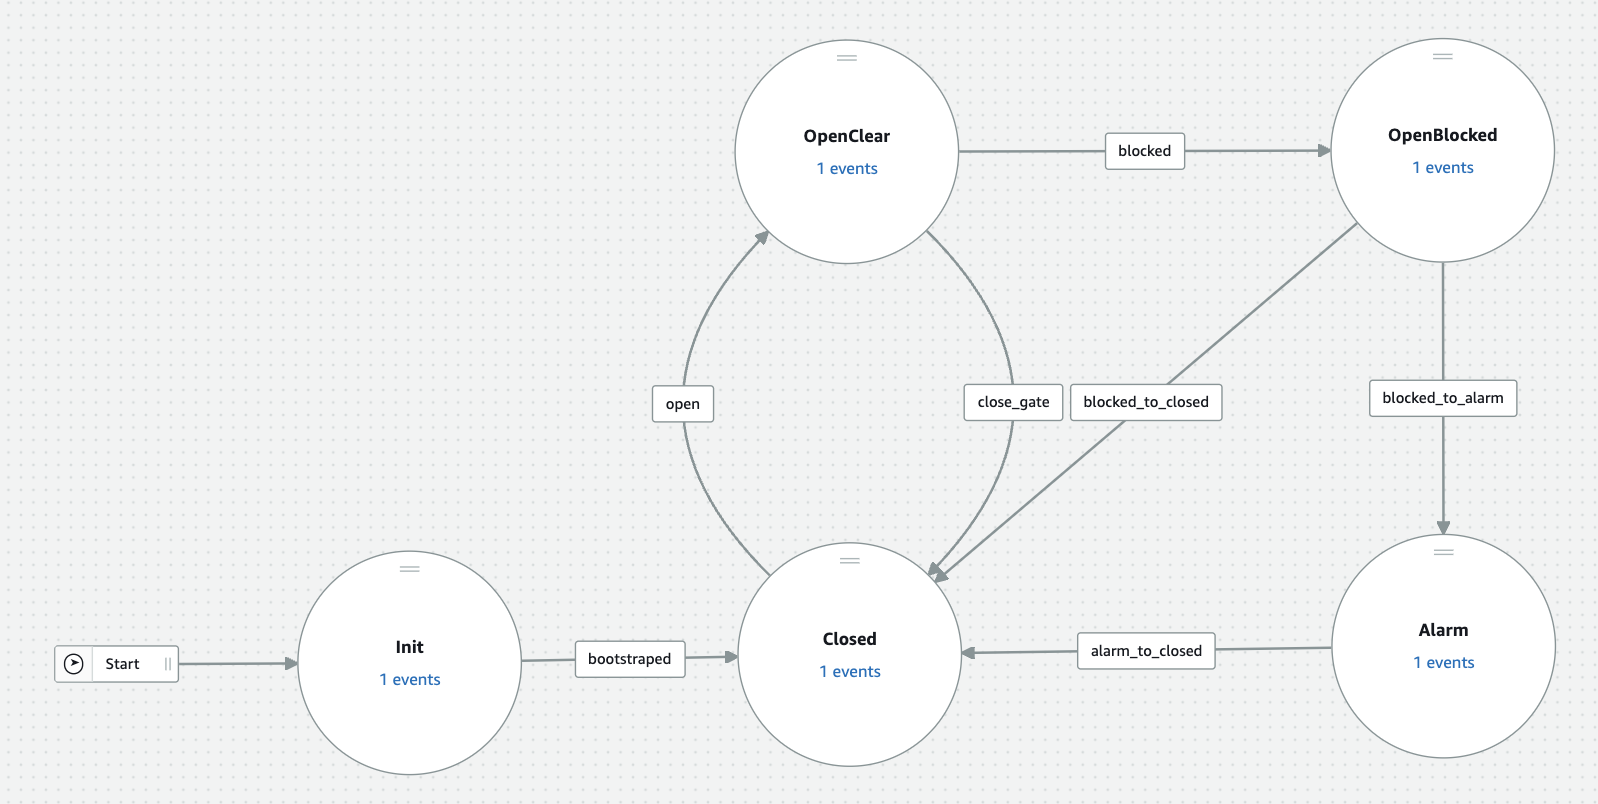 OpenClear
1 events
blocked
OpenBlocked
1 events
open
close_gate
blocked_to_closed
blocked_to_alarm
Start
Init
1 events
bootstraped
Closed
1 events
alarm_to_closed
Alarm
1 events